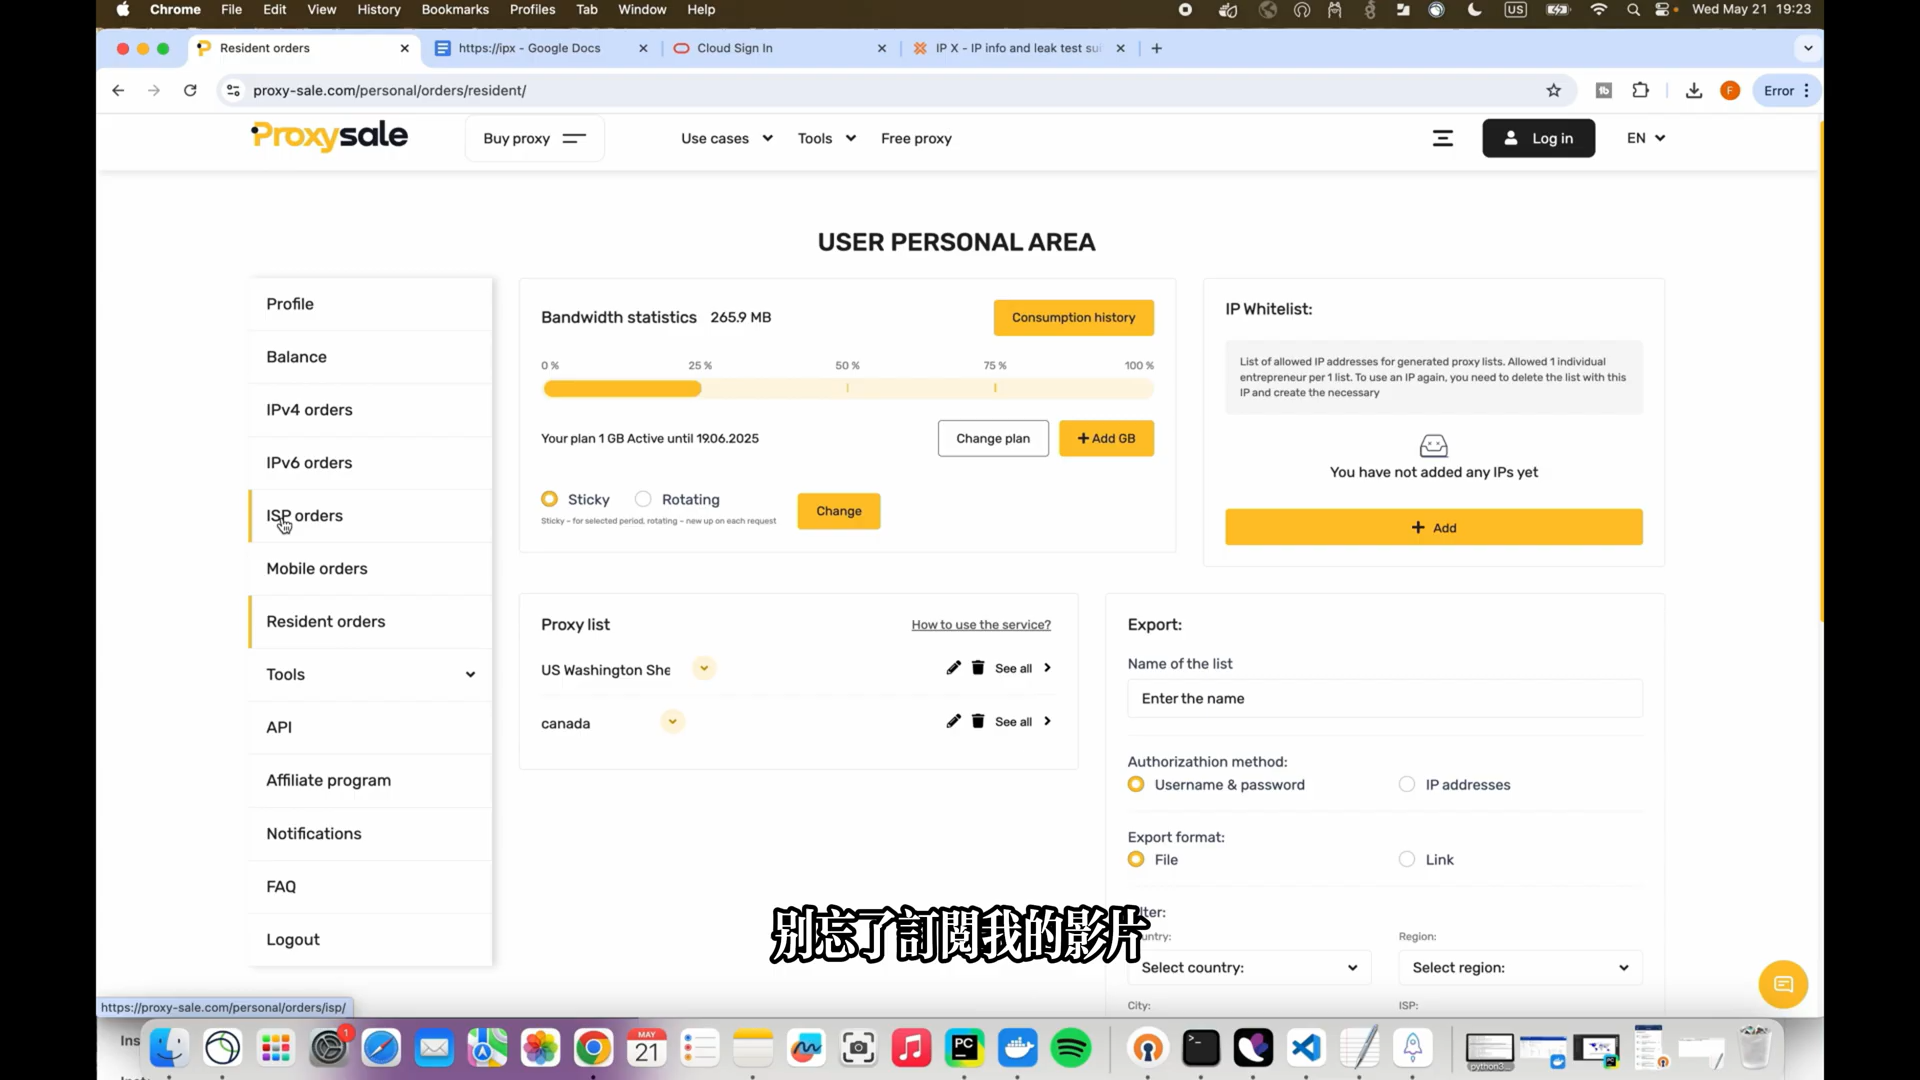 Chrome File Edit View History Bookmarks Profiles Tab Window Help
US
Wed May 21 19:23
Resident orders
https://ipx - Google Docs
Cloud Sign In
IP X - IP info and leak test sui
proxy-sale.com/personal/orders/resident/
Error
Proxysale
Buy proxy
Use cases
Tools
Free proxy
Log in
EN
USER PERSONAL AREA
Profile
Balance
IPv4 orders
IPv6 orders
ISP orders
Mobile orders
Resident orders
Tools
API
Affiliate program
Notifications
FAQ
Logout
Bandwidth statistics 265.9 MB
Consumption history
0 % 25 % 50 % 75 % 100 %
Your plan 1 GB Active until 19.06.2025
Change plan
+ Add GB
Sticky
Rotating
Sticky – for selected period, rotating – new up on each request
Change
IP Whitelist:
List of allowed IP addresses for generated proxy lists. Allowed 1 individual
entrepreneur per 1 list. To use an IP again, you need to delete the list with this
IP and create the necessary
You have not added any IPs yet
+ Add
Proxy list
How to use the service?
US Washington She
See all
canada
See all
Export:
Name of the list
Enter the name
Authorizathion method:
Username & password
IP addresses
Export format:
File
Link
lter:
untry:
Region:
Select country:
Select region:
City:
ISP:
别忘了訂閱我的影片
https://proxy-sale.com/personal/orders/isp/
Ins
1
MAY
21
PC
python3